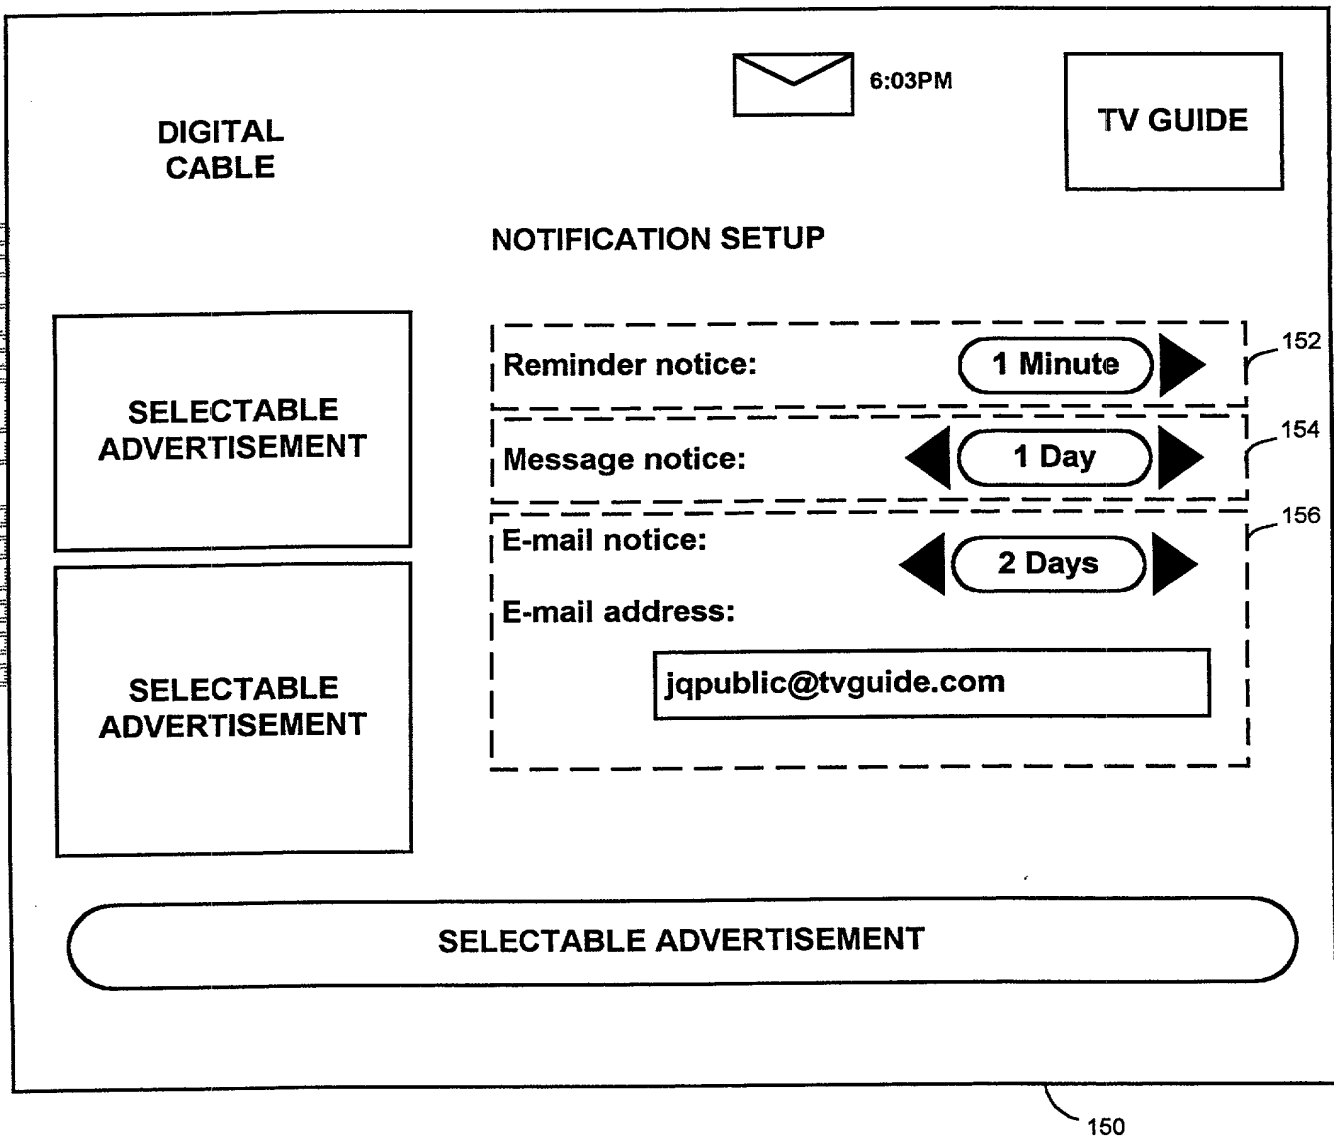 6:03PM
TV GUIDE
DIGITAL
CABLE
NOTIFICATION SETUP
SELECTABLE
ADVERTISEMENT
Reminder notice: 1 Minute
152
Message notice: 1 Day
154
E-mail notice: 2 Days
156
E-mail address:
jqpublic@tvguide.com
SELECTABLE
ADVERTISEMENT
SELECTABLE ADVERTISEMENT
150